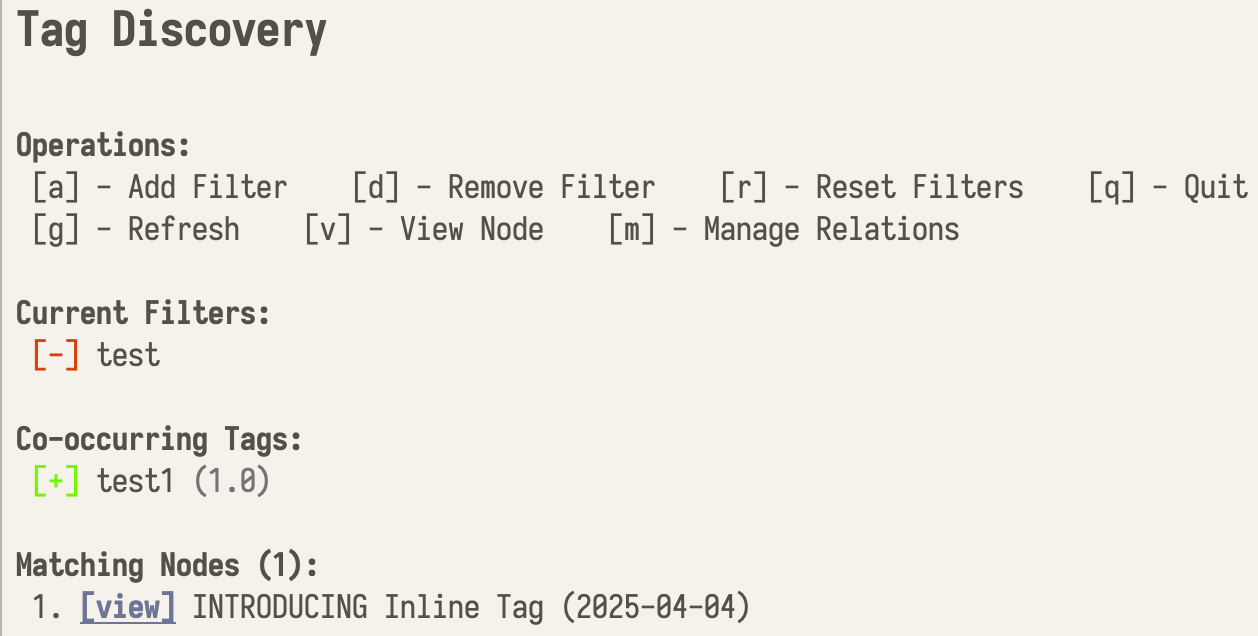 Tag Discovery
Operations:
[a] - Add Filter    [d] - Remove Filter    [r] - Reset Filters    [q] - Quit
[g] - Refresh    [v] - View Node    [m] - Manage Relations
Current Filters:
[-] test
Co-occurring Tags:
[+] test1 (1.0)
Matching Nodes (1):
1. [view] INTRODUCING Inline Tag (2025-04-04)